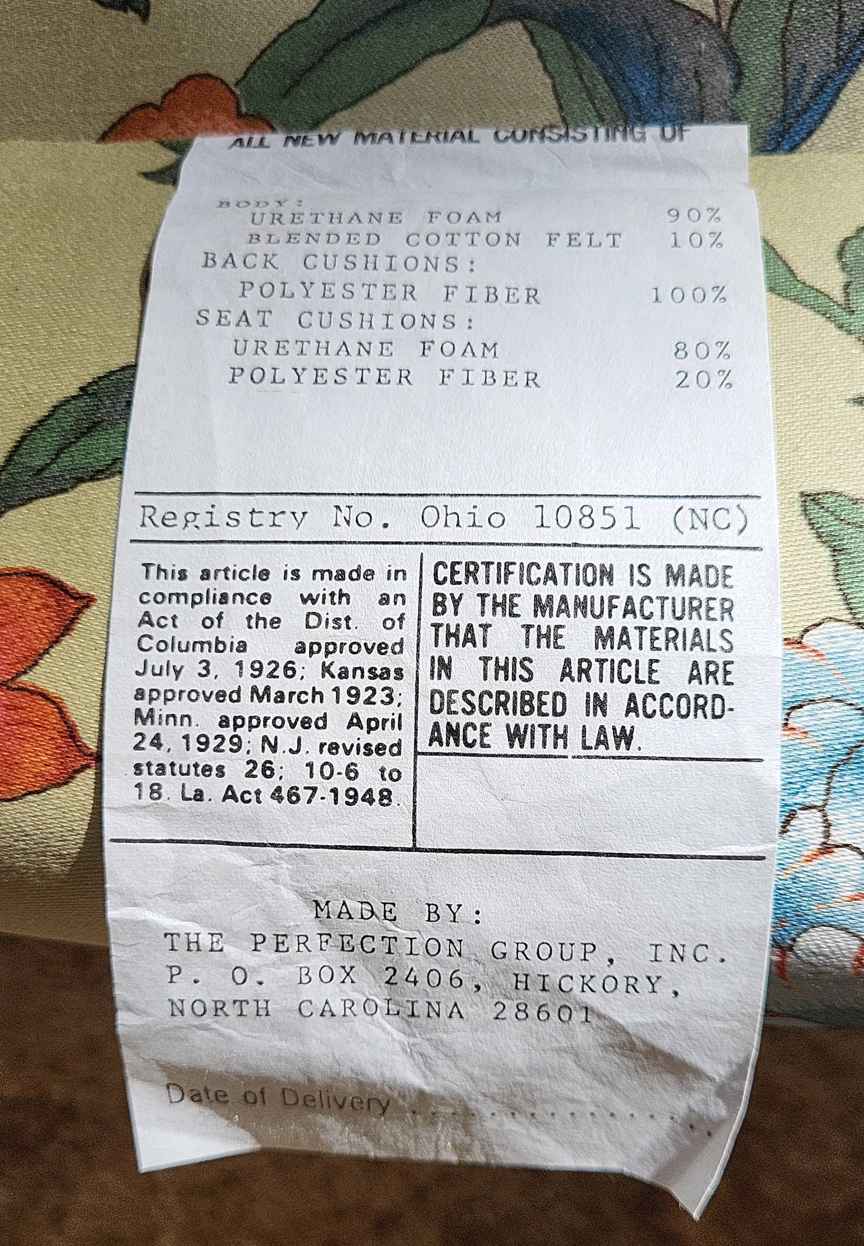 ALL NEW MATERIAL CONSISTING OF
BODY:
URETHANE FOAM 90%
BLENDED COTTON FELT 10%
BACK CUSHIONS:
POLYESTER FIBER 100%
SEAT CUSHIONS:
URETHANE FOAM 80%
POLYESTER FIBER 20%
Registry No. Ohio 10851 (NC)
This article is made in
compliance with an
Act of the Dist. of
Columbia approved
July 3, 1926; Kansas
approved March 1923;
Minn. approved April
24, 1929; N.J. revised
statutes 26; 10-6 to
18. La. Act 467-1948.
CERTIFICATION IS MADE
BY THE MANUFACTURER
THAT THE MATERIALS
IN THIS ARTICLE ARE
DESCRIBED IN ACCORD-
ANCE WITH LAW.
MADE BY:
THE PERFECTION GROUP, INC.
P. O. BOX 2406, HICKORY,
NORTH CAROLINA 28601
Date of Delivery ..................